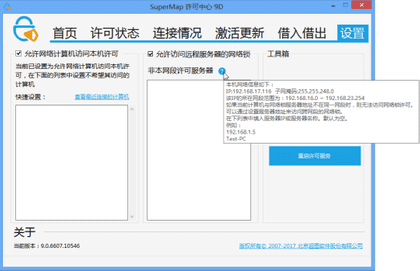 SuperMap 许可中心 9D
首页 许可状态 连接情况 激活更新 借入借出 设置
允许网络计算机访问本机许可
当前已设置为允许网络计算机访问本机许可，在下面的列表中设置不希望其访问的计算机
快捷设置： 查看最近连接的计算机
允许访问远程服务器的网络锁
非本网段许可服务器 ?
工具箱
本机网络信息如下：
IP:192.168.17.116 子网掩码:255.255.248.0
该IP的所在网段范围为：192.168.16.0 ~ 192.168.23.254
如果当前计算机与网络锁服务器地址不在同一网段时，则无法访问网络锁许可。
可以通过设置服务器地址来访问跨网段的网络锁。
在下列表中填入服务器IP或服务器名称，默认为空。
例如：
192.168.1.5
Test-PC
重启许可服务
关于
当前版本： 9.0.6607.10546
版权所有© 2007-2017 北京超图软件股份有限公司